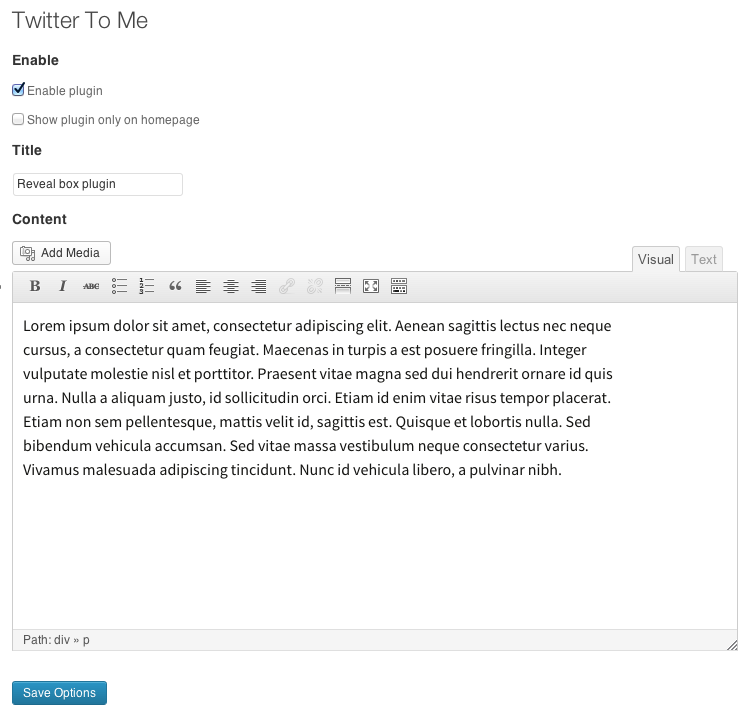 Twitter To Me
Enable
Enable plugin
Show plugin only on homepage
Title
Reveal box plugin
Content
Add Media
Visual Text
B I ABC
Lorem ipsum dolor sit amet, consectetur adipiscing elit. Aenean sagittis lectus nec neque
cursus, a consectetur quam feugiat. Maecenas in turpis a est posuere fringilla. Integer
vulputate molestie nisl et porttitor. Praesent vitae magna sed dui hendrerit ornare id quis
urna. Nulla a aliquam justo, id sollicitudin orci. Etiam id enim vitae risus tempor placerat.
Etiam non sem pellentesque, mattis velit id, sagittis est. Quisque et lobortis nulla. Sed
bibendum vehicula accumsan. Sed vitae massa vestibulum neque consectetur varius.
Vivamus malesuada adipiscing tincidunt. Nunc id vehicula libero, a pulvinar nibh.
Path: div » p
Save Options